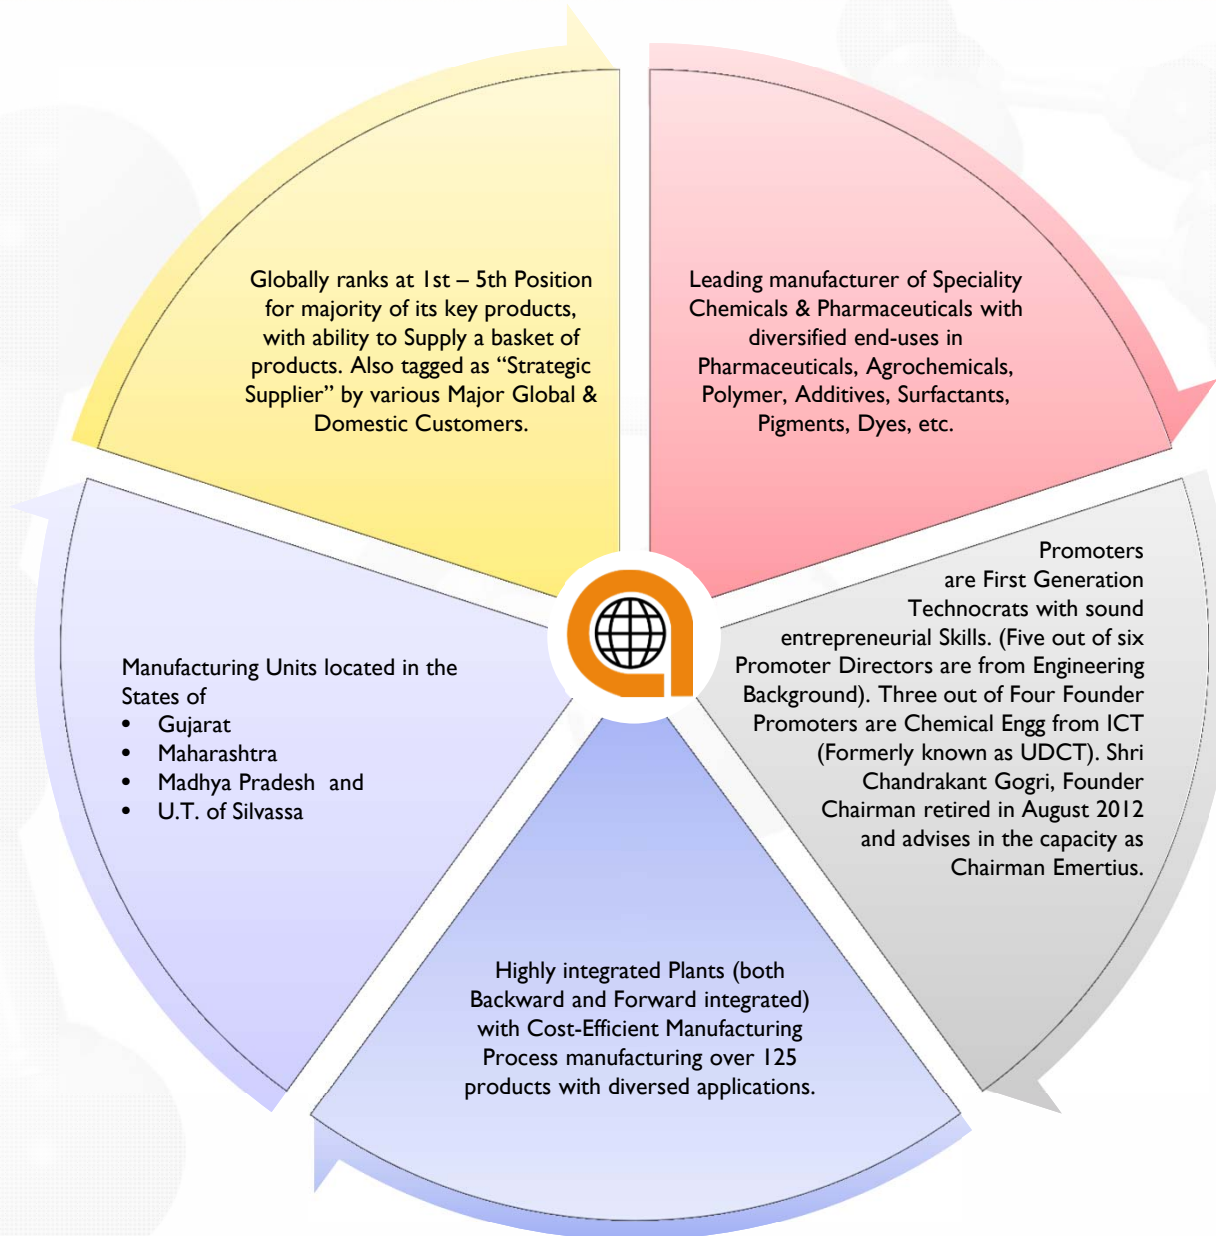 Globally ranks at 1st – 5th Position
for majority of its key products,
with ability to Supply a basket of
products. Also tagged as “Strategic
Supplier” by various Major Global &
Domestic Customers.
Leading manufacturer of Speciality
Chemicals & Pharmaceuticals with
diversified end-uses in
Pharmaceuticals, Agrochemicals,
Polymer, Additives, Surfactants,
Pigments, Dyes, etc.
Promoters
are First Generation
Technocrats with sound
entrepreneurial Skills. (Five out of six
Promoter Directors are from Engineering
Background). Three out of Four Founder
Promoters are Chemical Engg from ICT
(Formerly known as UDCT). Shri
Chandrakant Gogri, Founder
Chairman retired in August 2012
and advises in the capacity as
Chairman Emertius.
Manufacturing Units located in the
States of
• Gujarat
• Maharashtra
• Madhya Pradesh and
• U.T. of Silvassa
Highly integrated Plants (both
Backward and Forward integrated)
with Cost-Efficient Manufacturing
Process manufacturing over 125
products with diversed applications.